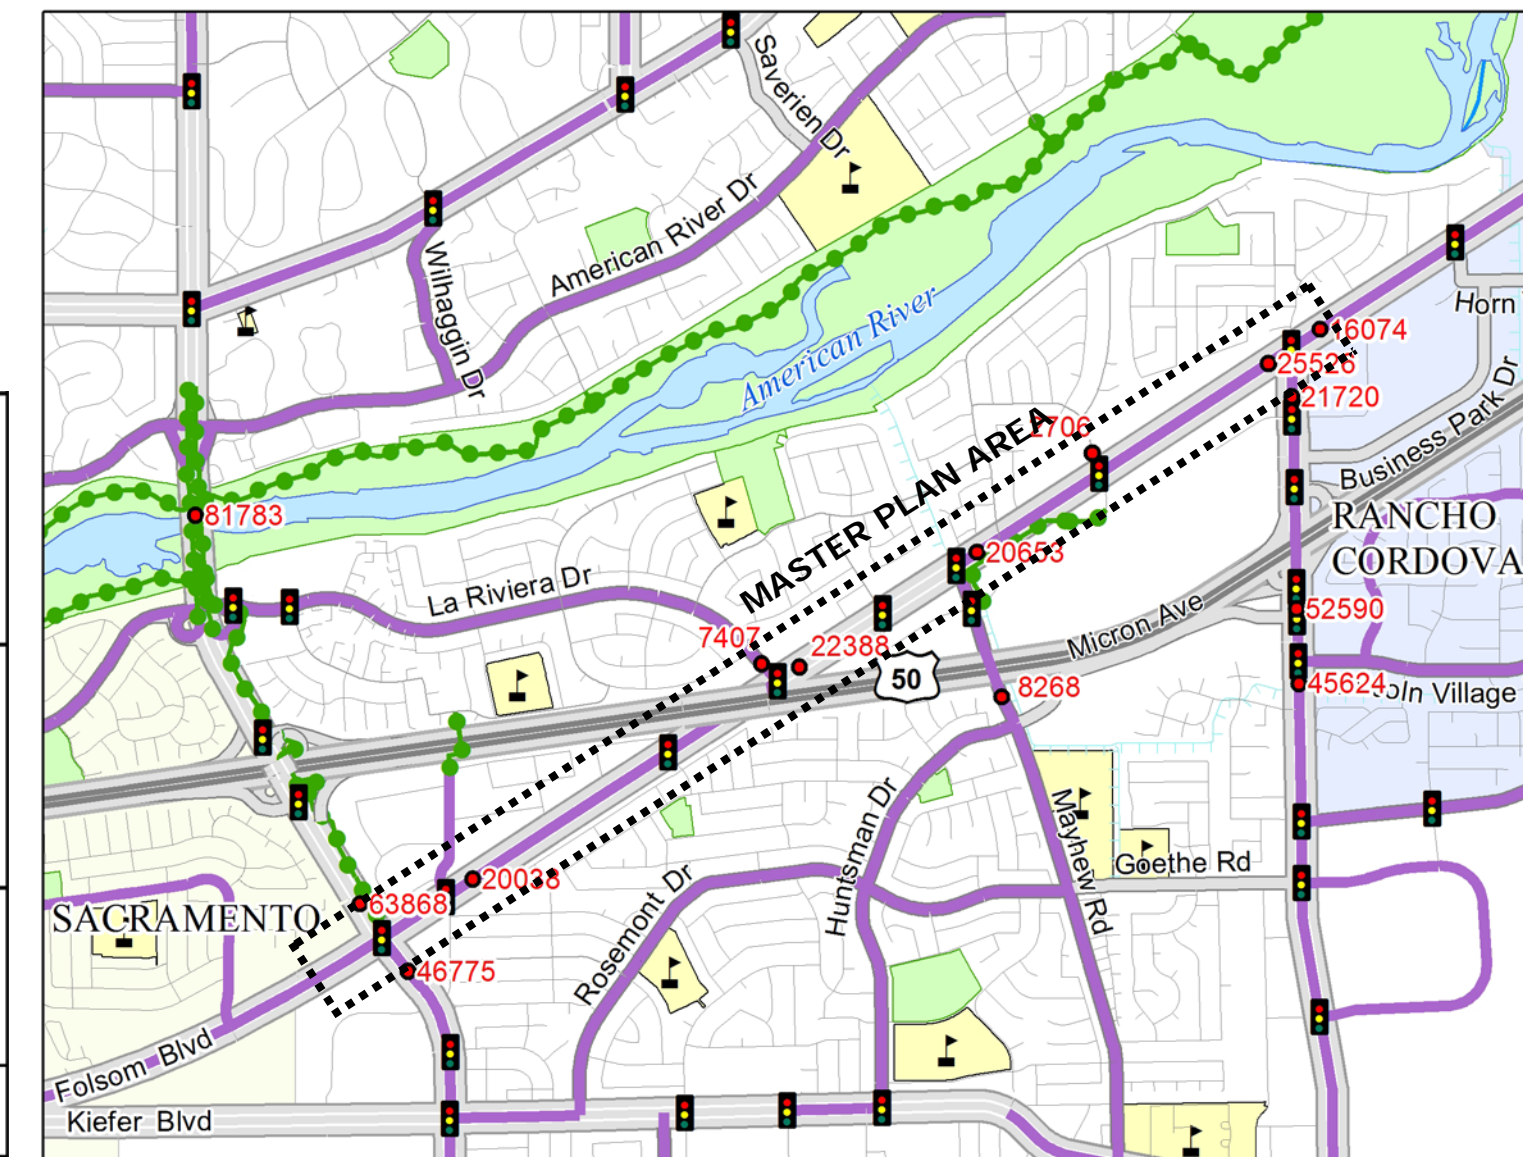 Saverien Dr
American River Dr
Wilhaggin Dr
American River
Horn
16074
25526
21720
Business Park Dr
2706
MASTER PLAN AREA
81783
RANCHO
CORDOVA
20653
La Riviera Dr
Micron Ave
52590
7407
22388
50
8268
45624
oln Village
Huntsman Dr
Mayhew Rd
Goethe Rd
20038
63868
SACRAMENTO
Rosemont Dr
46775
Folsom Blvd
Kiefer Blvd